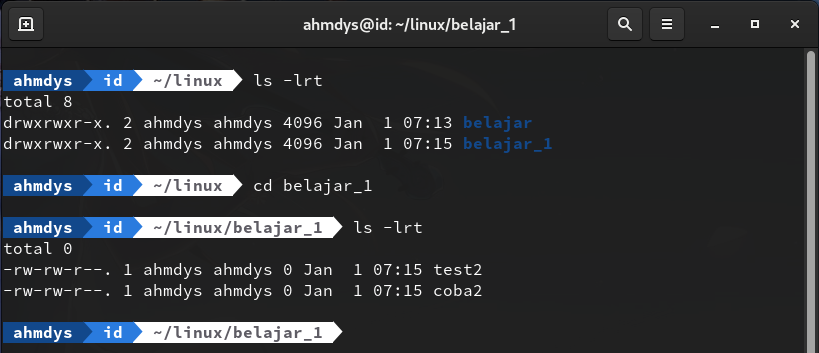 ahmdys@id: ~/linux/belajar_1
ahmdys id ~/linux ls -lrt
total 8
drwxrwxr-x. 2 ahmdys ahmdys 4096 Jan  1 07:13 belajar
drwxrwxr-x. 2 ahmdys ahmdys 4096 Jan  1 07:15 belajar_1
ahmdys id ~/linux cd belajar_1
ahmdys id ~/linux/belajar_1 ls -lrt
total 0
-rw-rw-r--. 1 ahmdys ahmdys 0 Jan  1 07:15 test2
-rw-rw-r--. 1 ahmdys ahmdys 0 Jan  1 07:15 coba2
ahmdys id ~/linux/belajar_1